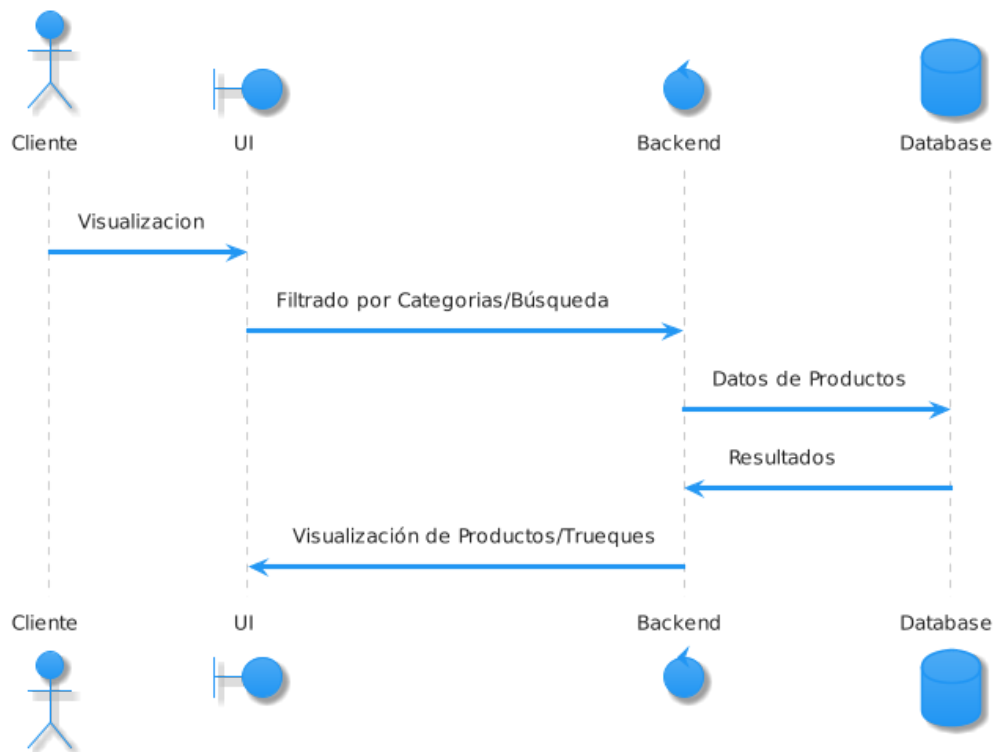 Cliente
UI
Backend
Database
Visualizacion
Filtrado por Categorias/Búsqueda
Datos de Productos
Resultados
Visualización de Productos/Trueques
Cliente
UI
Backend
Database